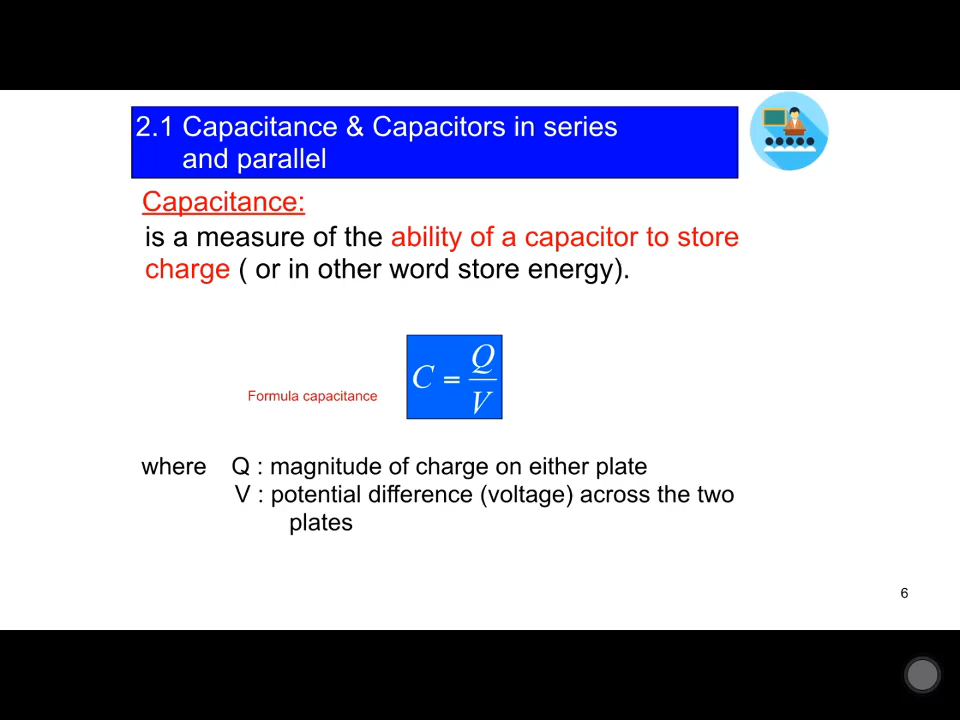 2.1 Capacitance & Capacitors in series
and parallel
Capacitance:
is a measure of the ability of a capacitor to store
charge ( or in other word store energy).
C = Q/V
Formula capacitance
where Q : magnitude of charge on either plate
V : potential difference (voltage) across the two
plates
6